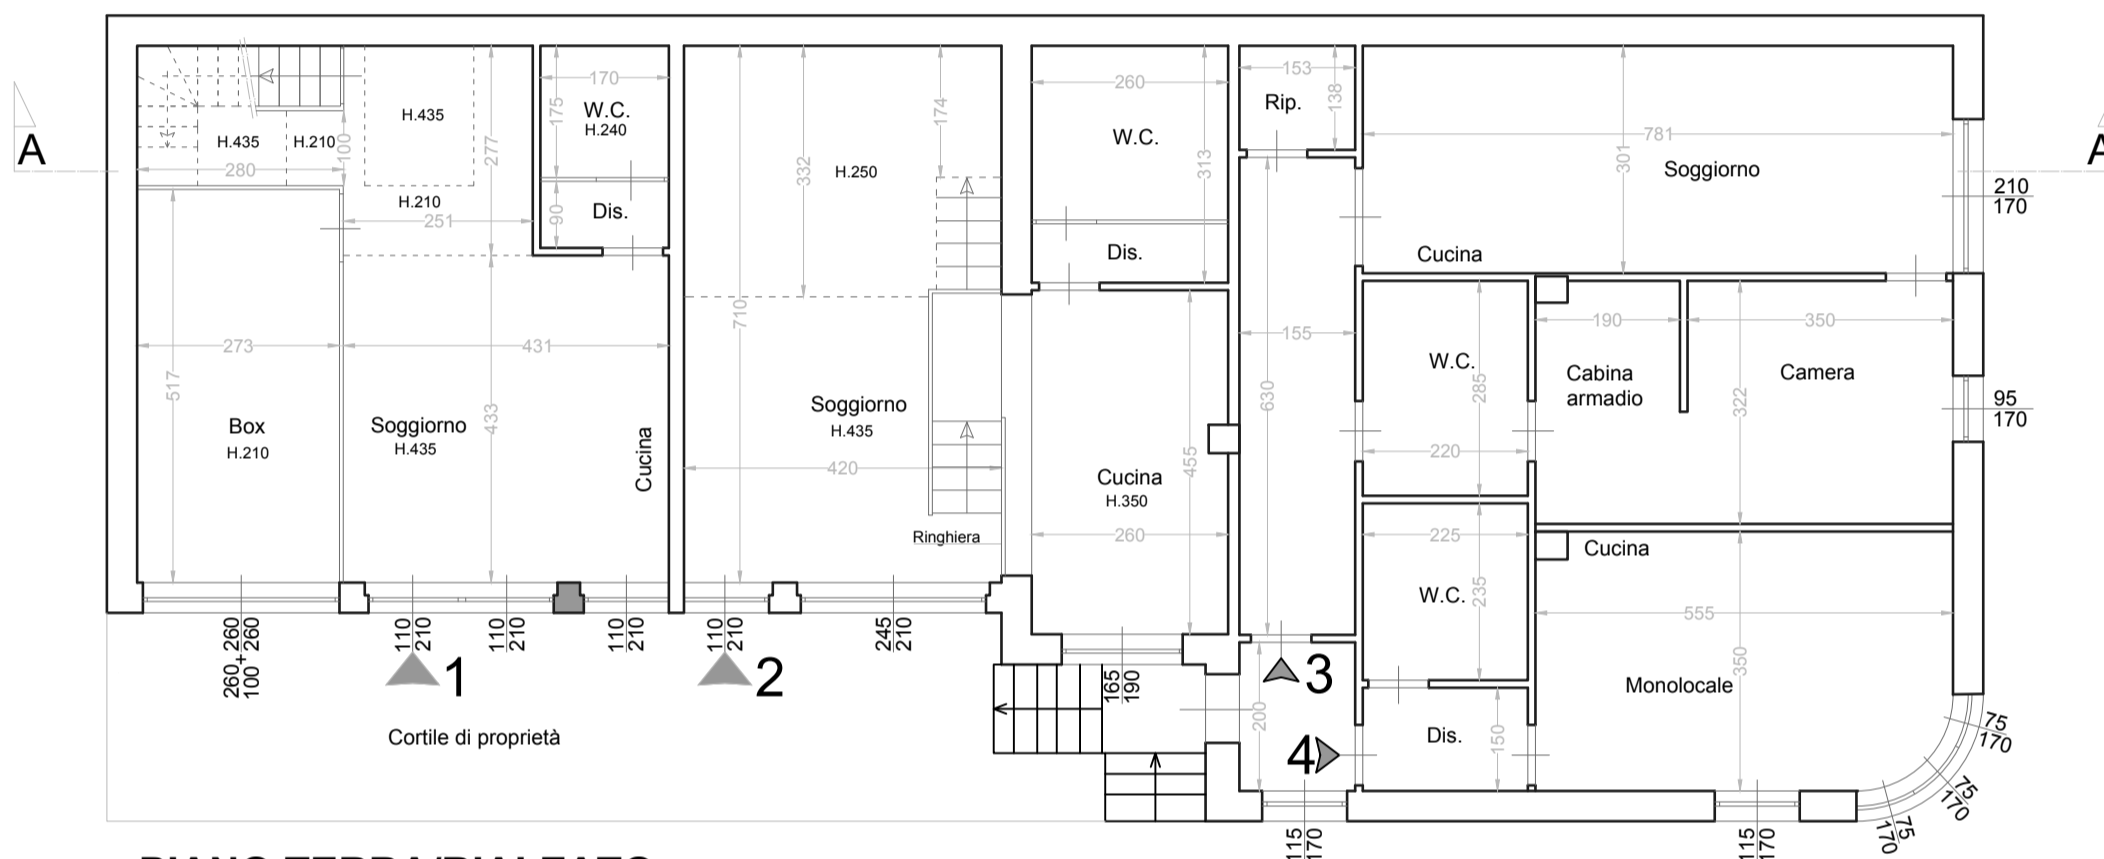 A
A
H.435
H.210
100
280
H.435
277
H.210
251
170
175
W.C.
H.240
90
Dis.
332
710
174
H.250
260
W.C.
313
Dis.
153
Rip.
138
781
301
Soggiorno
Cucina
210
170
273
517
Box
H.210
431
Soggiorno
H.435
433
Cucina
Soggiorno
H.435
420
Ringhiera
Cucina
H.350
455
260
155
630
W.C.
285
220
190
Cabina
armadio
350
Camera
322
95
170
225
W.C.
235
Cucina
555
350
Monolocale
Dis.
150
200
260+260
100+260
110
210
110
210
110
210
110
210
245
210
165
190
1
2
3
4
Cortile di proprietà
75
170
75
170
75
170
115
170
115
170